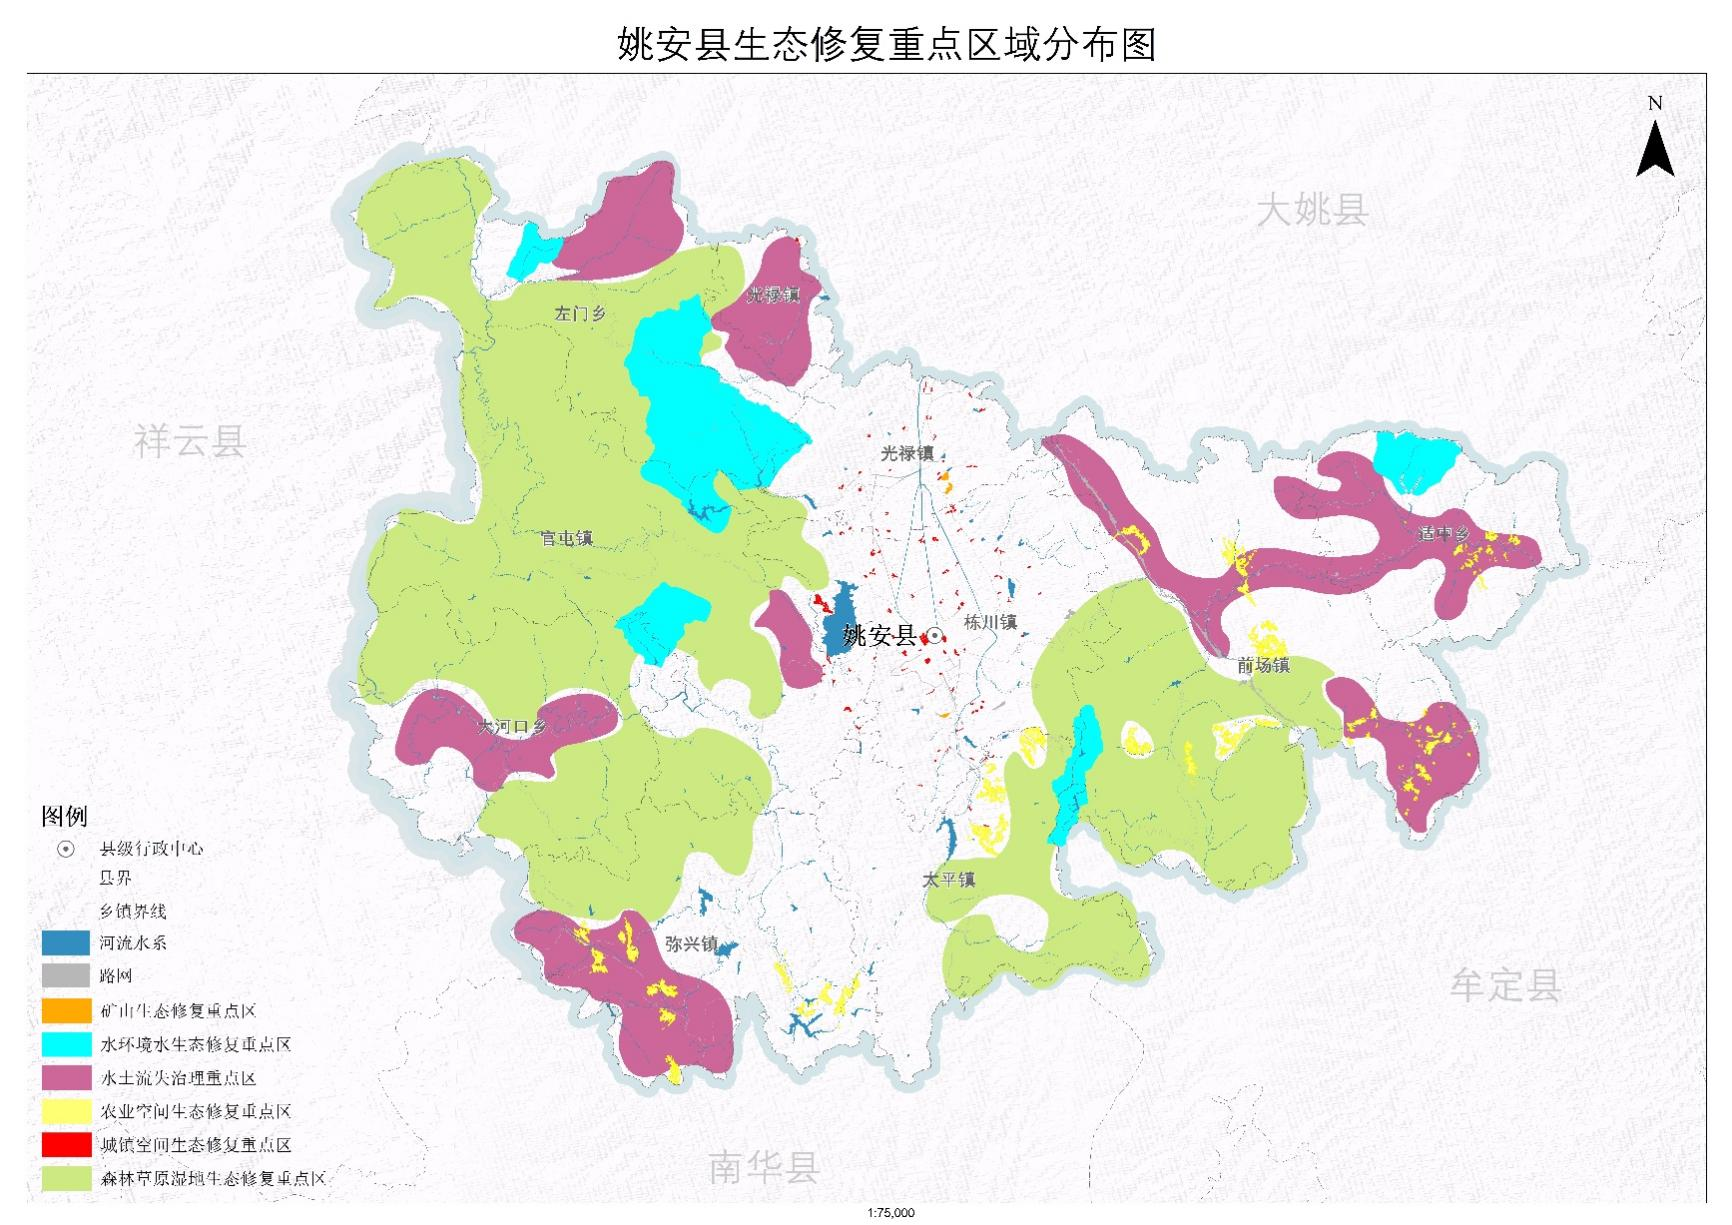 姚安县生态修复重点区域分布图
N
大姚县
祥云县
光禄镇
左门乡
光禄镇
官屯镇
适中乡
姚安县
栋川镇
前场镇
大河口乡
太平镇
弥兴镇
牟定县
南华县
图例
县级行政中心
县界
乡镇界线
河流水系
路网
矿山生态修复重点区
水环境水生态修复重点区
水土流失治理重点区
农业空间生态修复重点区
城镇空间生态修复重点区
森林草原湿地生态修复重点区
1:75,000